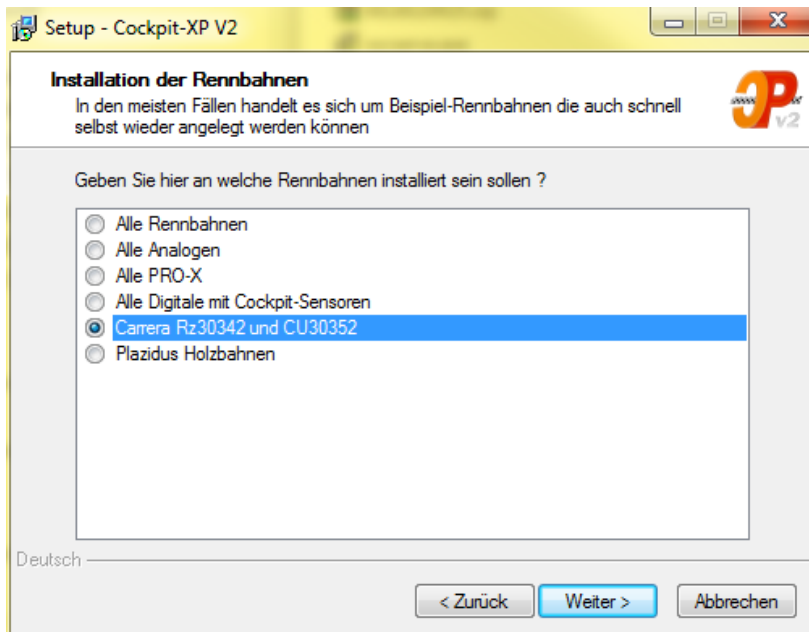 Setup - Cockpit-XP V2
Installation der Rennbahnen
In den meisten Fällen handelt es sich um Beispiel-Rennbahnen die auch schnell
selbst wieder angelegt werden können
v2
Geben Sie hier an welche Rennbahnen installiert sein sollen ?
Alle Rennbahnen
Alle Analogen
Alle PRO-X
Alle Digitale mit Cockpit-Sensoren
Carrera Rz30342 und CU30352
Plazidus Holzbahnen
Deutsch
< Zurück
Weiter >
Abbrechen